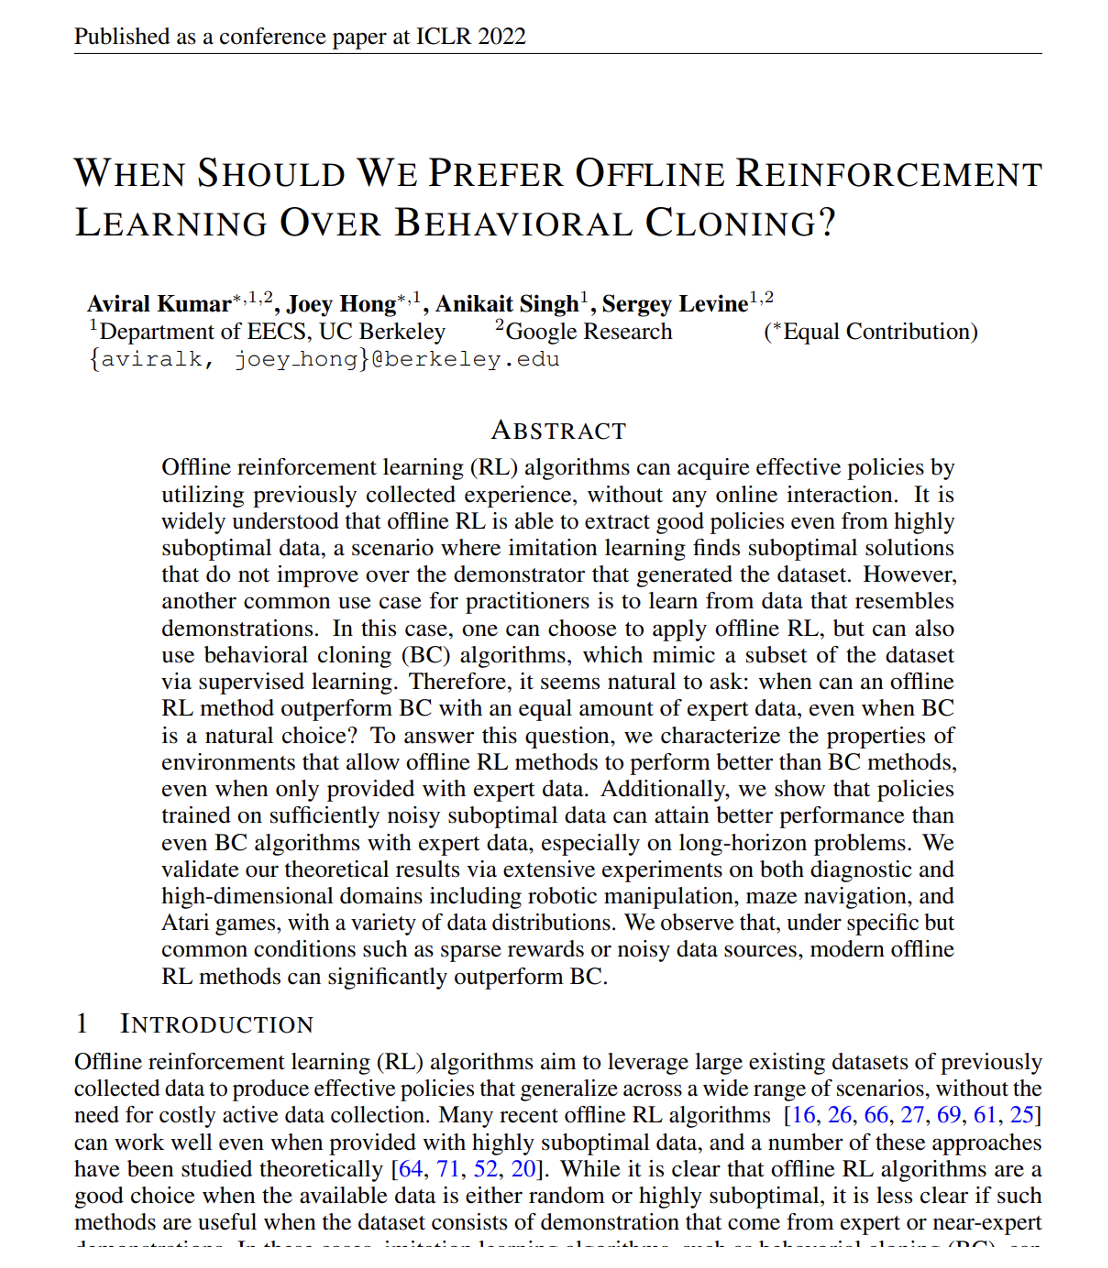 Published as a conference paper at ICLR 2022
WHEN SHOULD WE PREFER OFFLINE REINFORCEMENT
LEARNING OVER BEHAVIORAL CLONING?
Aviral Kumar*,1,2, Joey Hong*,1, Anikait Singh1, Sergey Levine1,2
1Department of EECS, UC Berkeley 2Google Research (*Equal Contribution)
{aviralk, joey_hong}@berkeley.edu
ABSTRACT
Offline reinforcement learning (RL) algorithms can acquire effective policies by
utilizing previously collected experience, without any online interaction. It is
widely understood that offline RL is able to extract good policies even from highly
suboptimal data, a scenario where imitation learning finds suboptimal solutions
that do not improve over the demonstrator that generated the dataset. However,
another common use case for practitioners is to learn from data that resembles
demonstrations. In this case, one can choose to apply offline RL, but can also
use behavioral cloning (BC) algorithms, which mimic a subset of the dataset
via supervised learning. Therefore, it seems natural to ask: when can an offline
RL method outperform BC with an equal amount of expert data, even when BC
is a natural choice? To answer this question, we characterize the properties of
environments that allow offline RL methods to perform better than BC methods,
even when only provided with expert data. Additionally, we show that policies
trained on sufficiently noisy suboptimal data can attain better performance than
even BC algorithms with expert data, especially on long-horizon problems. We
validate our theoretical results via extensive experiments on both diagnostic and
high-dimensional domains including robotic manipulation, maze navigation, and
Atari games, with a variety of data distributions. We observe that, under specific but
common conditions such as sparse rewards or noisy data sources, modern offline
RL methods can significantly outperform BC.
1 INTRODUCTION
Offline reinforcement learning (RL) algorithms aim to leverage large existing datasets of previously
collected data to produce effective policies that generalize across a wide range of scenarios, without the
need for costly active data collection. Many recent offline RL algorithms [16, 26, 66, 27, 69, 61, 25]
can work well even when provided with highly suboptimal data, and a number of these approaches
have been studied theoretically [64, 71, 52, 20]. While it is clear that offline RL algorithms are a
good choice when the available data is either random or highly suboptimal, it is less clear if such
methods are useful when the dataset consists of demonstration that come from expert or near-expert
demonstrations. In these cases, imitation learning algorithms, such as behavorial cloning (BC), can